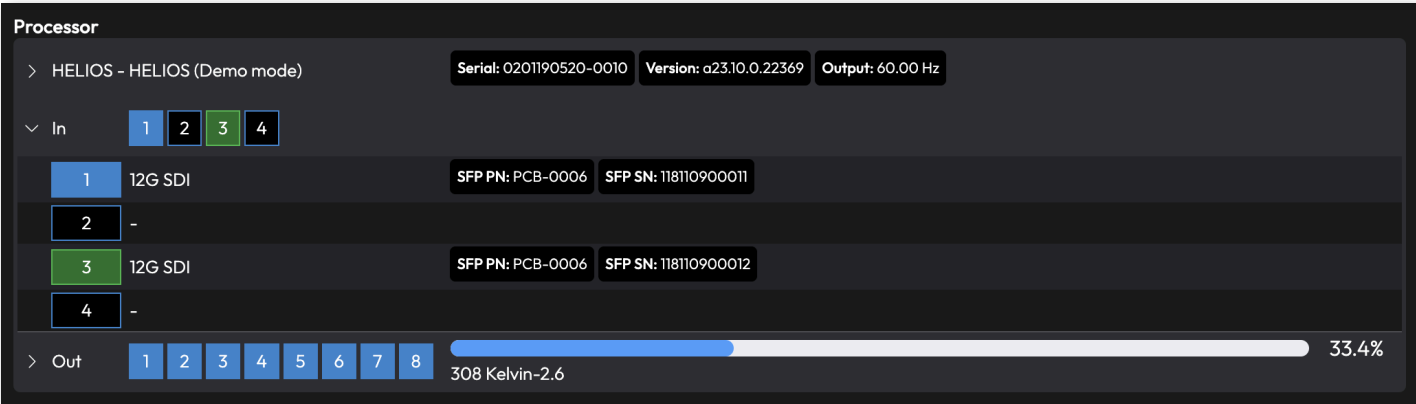 Processor
HELIOS - HELIOS (Demo mode) Serial: 0201190520-0010 Version: a23.10.0.22369 Output: 60.00 Hz
In 1 2 3 4
1 12G SDI SFP PN: PCB-0006 SFP SN: 118110900011
2 -
3 12G SDI SFP PN: PCB-0006 SFP SN: 118110900012
4 -
Out 1 2 3 4 5 6 7 8 33.4%
308 Kelvin-2.6